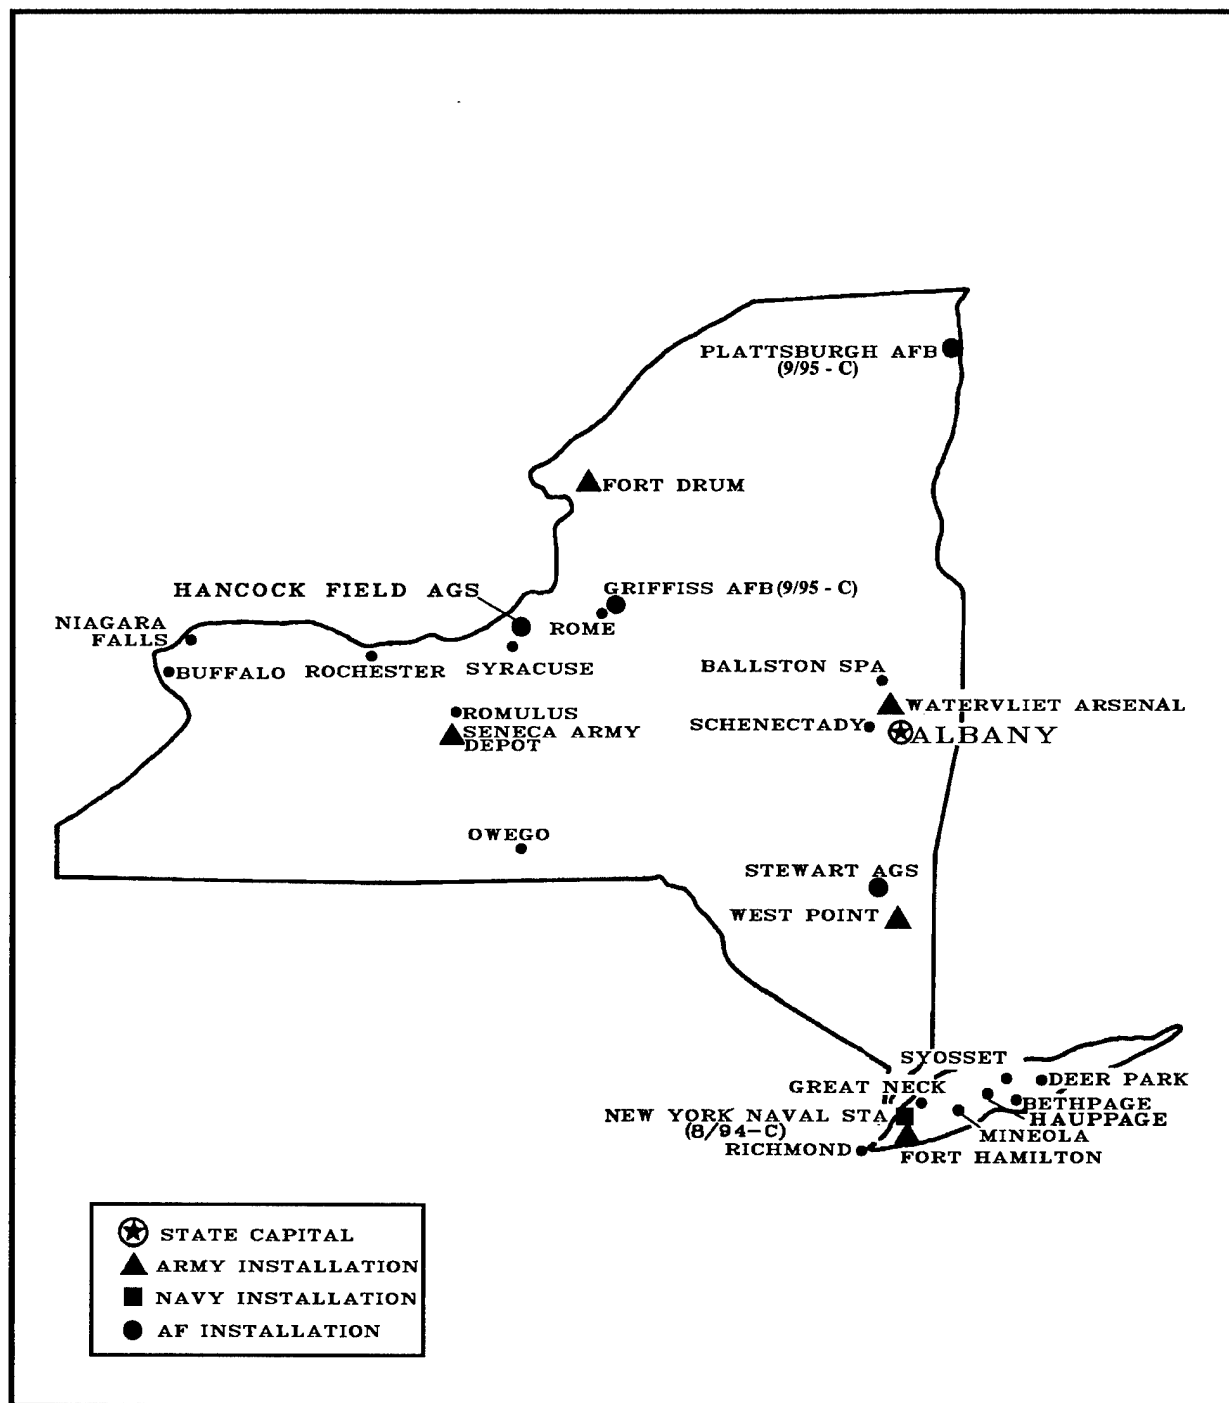 PLATTSBURGH AFB
(9/95 - C)
FORT DRUM
HANCOCK FIELD AGS
GRIFFISS AFB (9/95 - C)
ROME
NIAGARA
FALLS
BUFFALO
ROCHESTER
SYRACUSE
BALLSTON SPA
WATERVLIET ARSENAL
ROMULUS
SCHENECTADY
SENECA ARMY
DEPOT
ALBANY
OWEGO
STEWART AGS
WEST POINT
SYOSSET
GREAT NECK
DEER PARK
BETHPAGE
NEW YORK NAVAL STA
HAUPPAGE
(8/94-C)
MINEOLA
RICHMOND
FORT HAMILTON
STATE CAPITAL
ARMY INSTALLATION
NAVY INSTALLATION
AF INSTALLATION